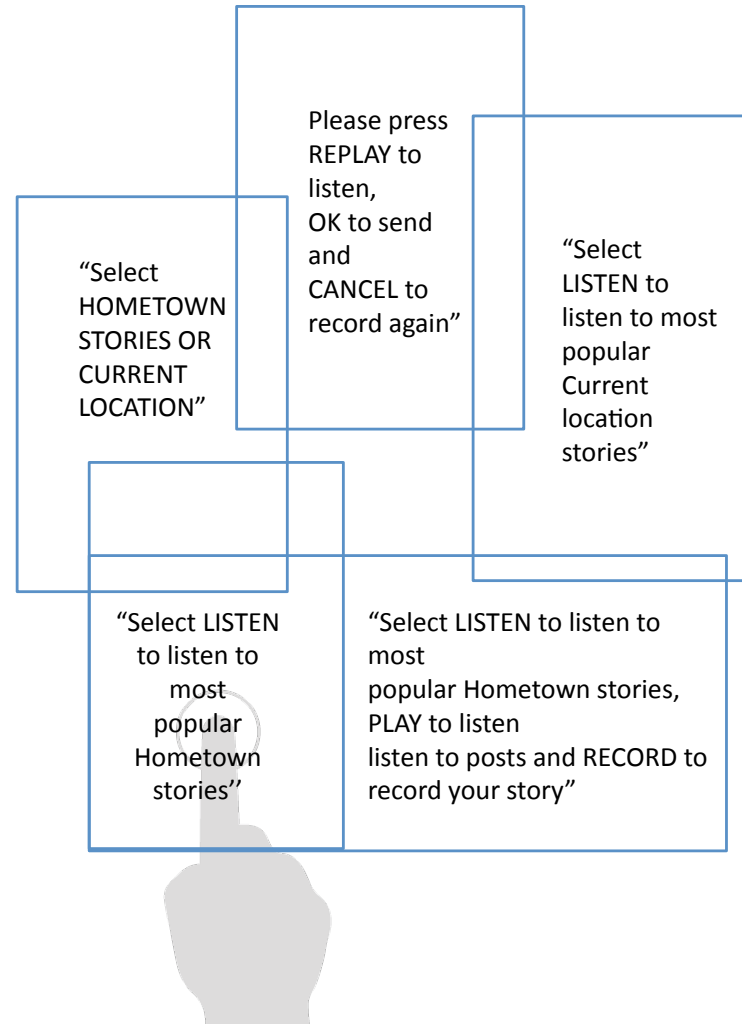 Please press
REPLAY to
listen,
OK to send
and
CANCEL to
record again”
“Select
HOMETOWN
STORIES OR
CURRENT
LOCATION”
“Select
LISTEN to
listen to most
popular
Current
location
stories”
“Select LISTEN
to listen to
most
popular
Hometown
stories’’
“Select LISTEN to listen to
most
popular Hometown stories,
PLAY to listen
listen to posts and RECORD to
record your story”